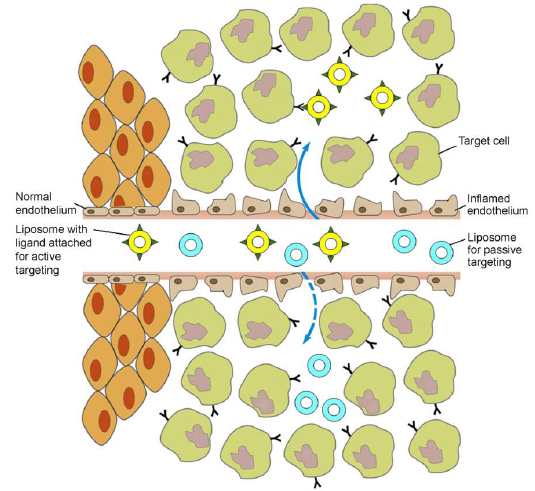 Target cell
Normal
endothelium
Inflamed
endothelium
Liposome with
ligand attached
for active
targeting
Liposome
for passive
targeting